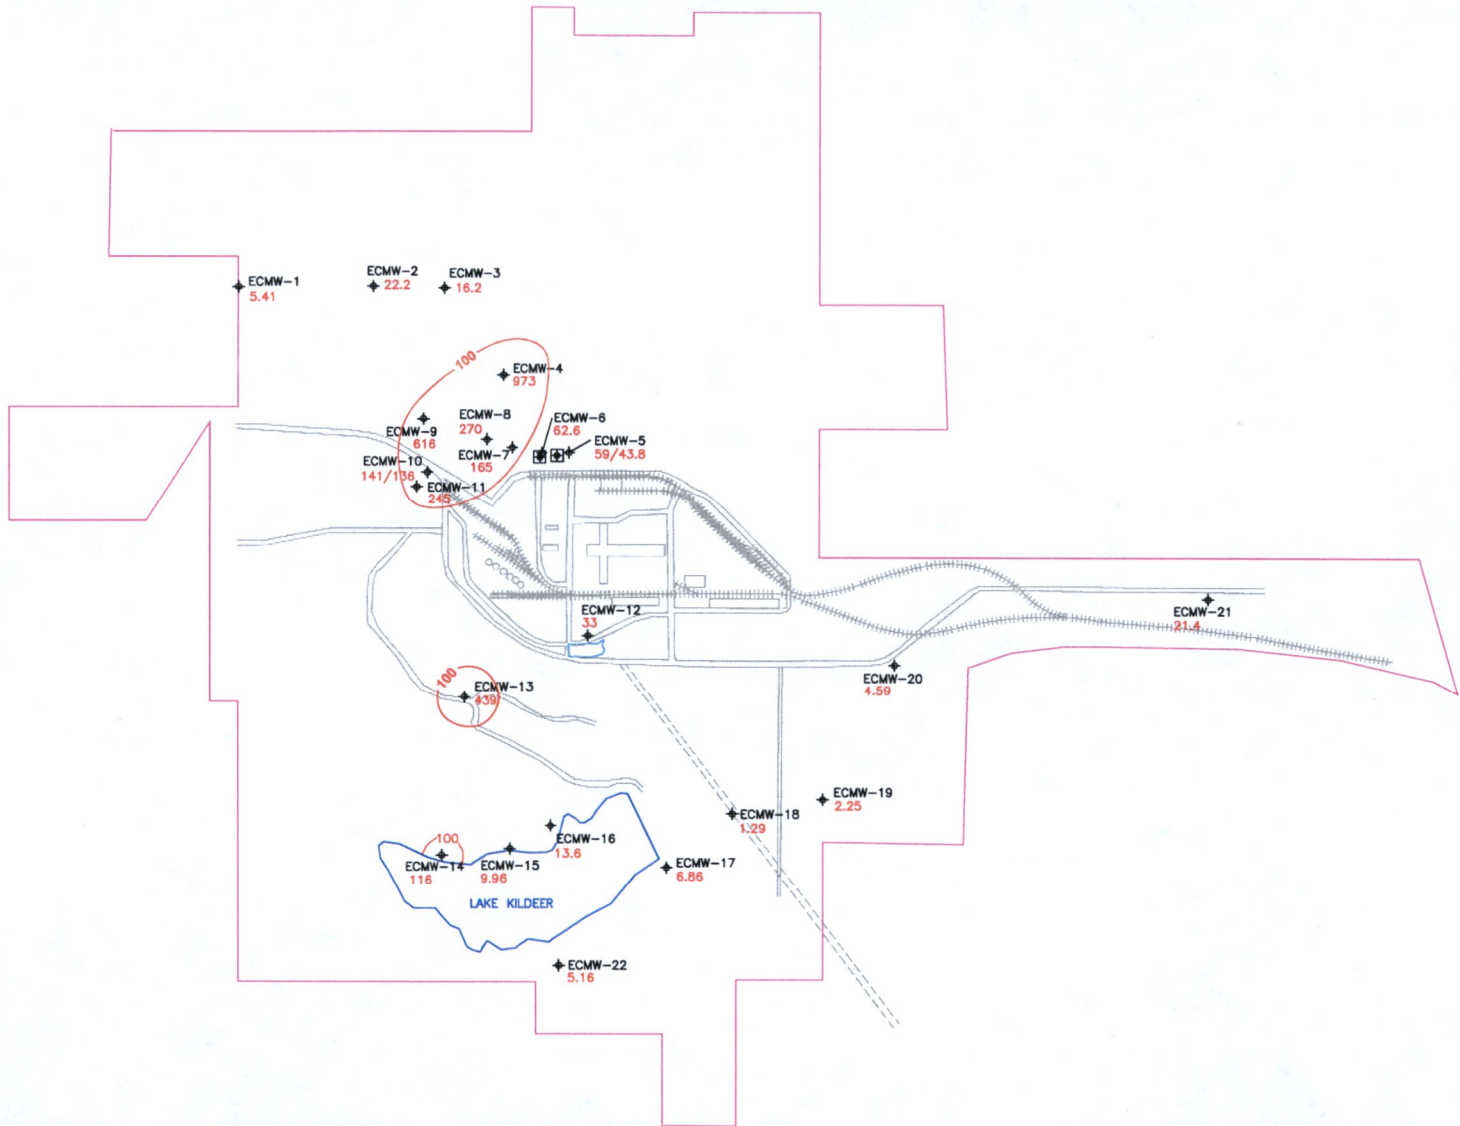 ECMW-1
5.41
ECMW-2
22.2
ECMW-3
16.2
100
ECMW-4
973
ECMW-8
270
ECMW-6
62.6
ECMW-9
616
ECMW-7
165
ECMW-5
59/43.8
ECMW-10
141/136
ECMW-11
245
ECMW-12
33
ECMW-21
21.4
ECMW-20
4.59
100
ECMW-13
439
ECMW-19
2.25
ECMW-18
1.29
100
ECMW-14
116
ECMW-15
9.96
ECMW-16
13.6
ECMW-17
6.86
LAKE KILDEER
ECMW-22
5.16